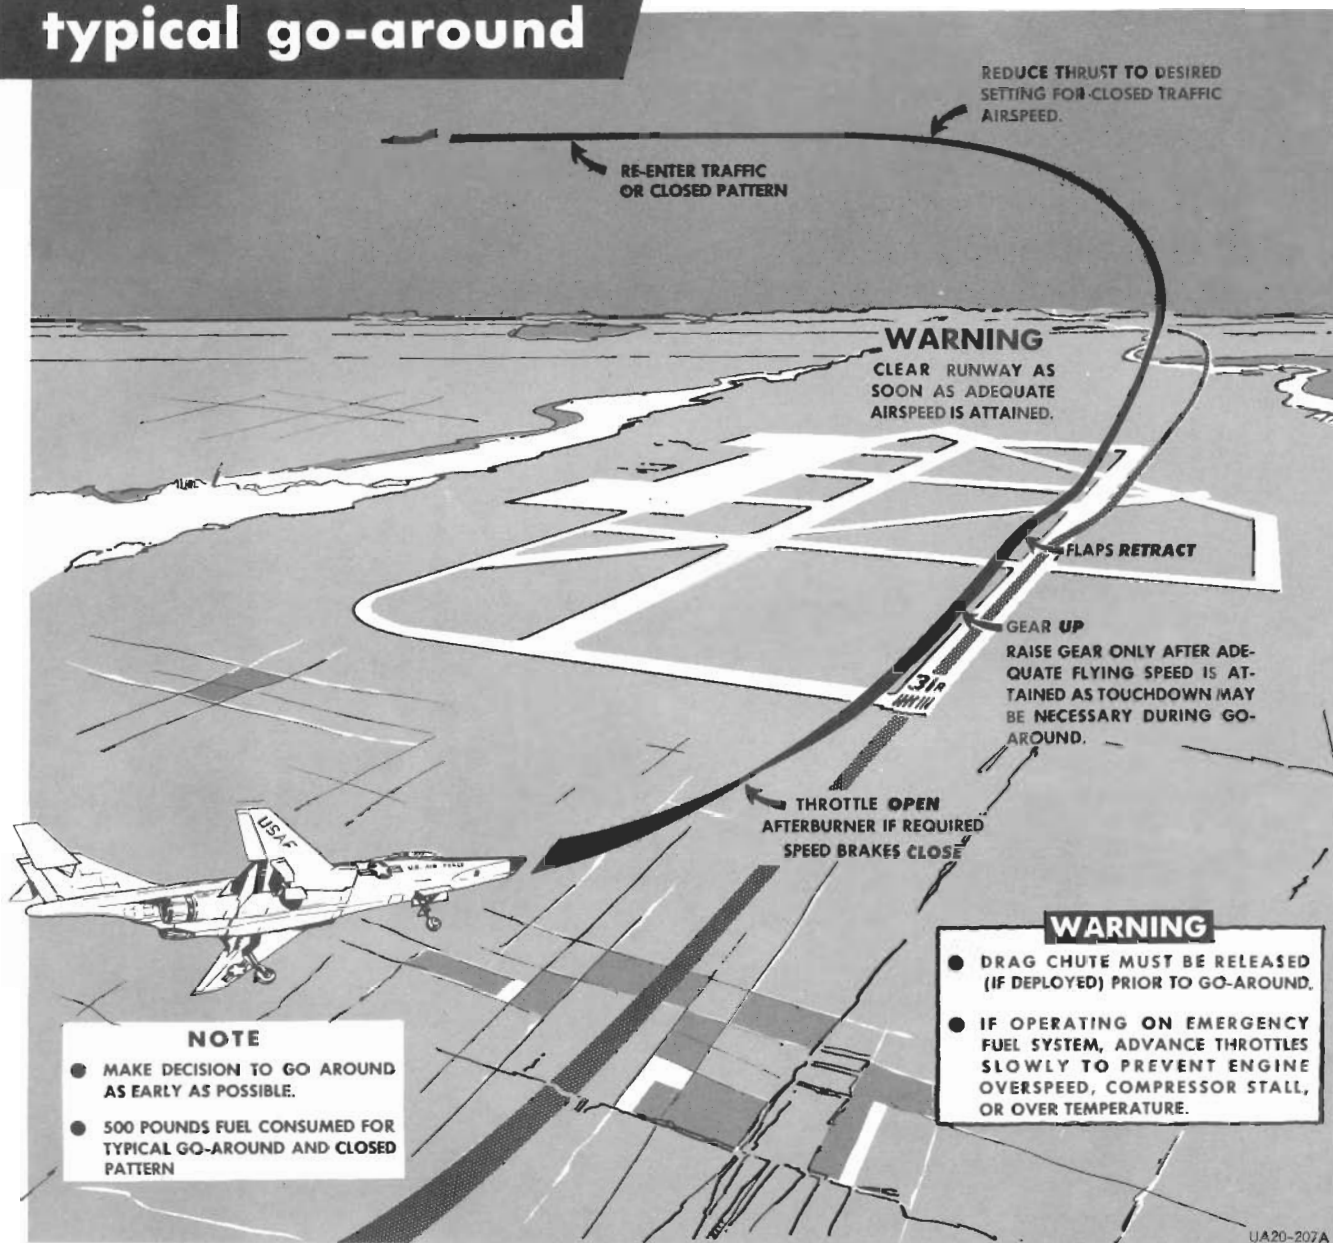 typical go-around
REDUCE THRUST TO DESIRED
SETTING FOR CLOSED TRAFFIC
AIRSPEED.
RE-ENTER TRAFFIC
OR CLOSED PATTERN
WARNING
CLEAR RUNWAY AS
SOON AS ADEQUATE
AIRSPEED IS ATTAINED.
FLAPS RETRACT
GEAR UP
RAISE GEAR ONLY AFTER ADE-
QUATE FLYING SPEED IS AT-
TAINED AS TOUCHDOWN MAY
BE NECESSARY DURING GO-
AROUND.
31R
THROTTLE OPEN
AFTERBURNER IF REQUIRED
SPEED BRAKES CLOSE
USAF
U.S. AIR FORCE
WARNING
● DRAG CHUTE MUST BE RELEASED
(IF DEPLOYED) PRIOR TO GO-AROUND.
● IF OPERATING ON EMERGENCY
FUEL SYSTEM, ADVANCE THROTTLES
SLOWLY TO PREVENT ENGINE
OVERSPEED, COMPRESSOR STALL,
OR OVER TEMPERATURE.
NOTE
● MAKE DECISION TO GO AROUND
AS EARLY AS POSSIBLE.
● 500 POUNDS FUEL CONSUMED FOR
TYPICAL GO-AROUND AND CLOSED
PATTERN
UA20-207A